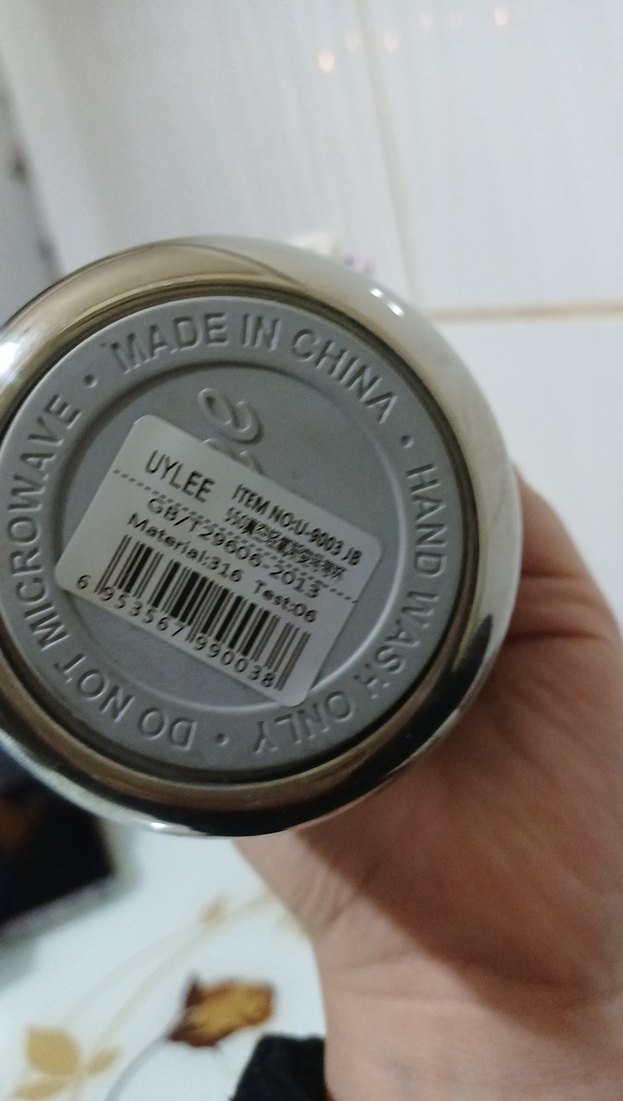 MADE IN CHINA • HAND WASH ONLY • DO NOT MICROWAVE •
UYLEE
ITEM NO:U-9003 JB
GB/T29606-2013
Material:316 Test:06
6 953567 990038